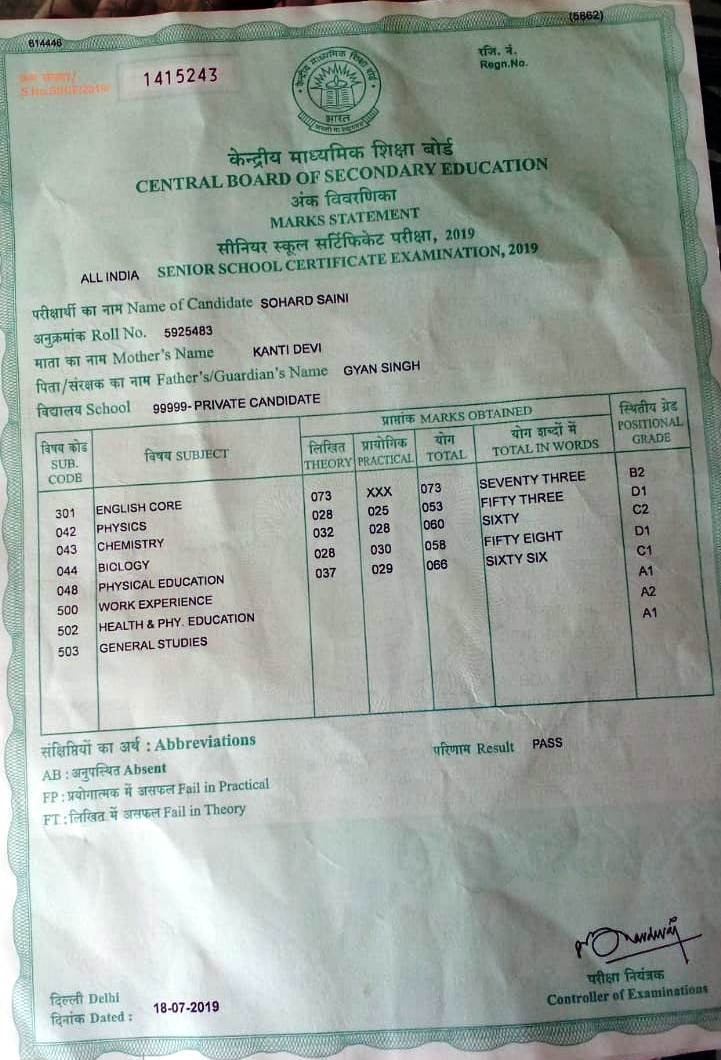 614446
(5862)
1415243
रजि. नं.
Regn.No.
केन्द्रीय माध्यमिक शिक्षा बोर्ड
भारत
केन्द्रीय माध्यमिक शिक्षा बोर्ड
CENTRAL BOARD OF SECONDARY EDUCATION
अंक विवरणिका
MARKS STATEMENT
सीनियर स्कूल सर्टिफिकेट परीक्षा, 2019
ALL INDIA SENIOR SCHOOL CERTIFICATE EXAMINATION, 2019
परीक्षार्थी का नाम Name of Candidate SOHARD SAINI
अनुक्रमांक Roll No. 5925483
माता का नाम Mother's Name KANTI DEVI
पिता/संरक्षक का नाम Father's/Guardian's Name GYAN SINGH
विद्यालय School 99999- PRIVATE CANDIDATE
विषय कोड SUB. CODE विषय SUBJECT प्राप्तांक MARKS OBTAINED स्थितीय ग्रेड POSITIONAL GRADE
लिखित THEORY प्रायोगिक PRACTICAL योग TOTAL योग शब्दों में TOTAL IN WORDS
301 ENGLISH CORE 073 XXX 073 SEVENTY THREE B2
042 PHYSICS 028 025 053 FIFTY THREE D1
043 CHEMISTRY 032 028 060 SIXTY C2
044 BIOLOGY 028 030 058 FIFTY EIGHT D1
048 PHYSICAL EDUCATION 037 029 066 SIXTY SIX C1
500 WORK EXPERIENCE A1
502 HEALTH & PHY. EDUCATION A2
503 GENERAL STUDIES A1
संक्षिप्तियों का अर्थ : Abbreviations
परिणाम Result PASS
AB : अनुपस्थित Absent
FP : प्रयोगात्मक में असफल Fail in Practical
FT : लिखित में असफल Fail in Theory
परीक्षा नियंत्रक
Controller of Examinations
दिल्ली Delhi
दिनांक Dated : 18-07-2019